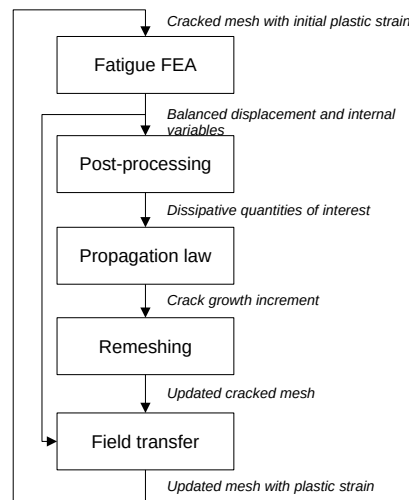 Cracked mesh with initial plastic strain
Fatigue FEA
Balanced displacement and internal
variables
Post-processing
Dissipative quantities of interest
Propagation law
Crack growth increment
Remeshing
Updated cracked mesh
Field transfer
Updated mesh with plastic strain